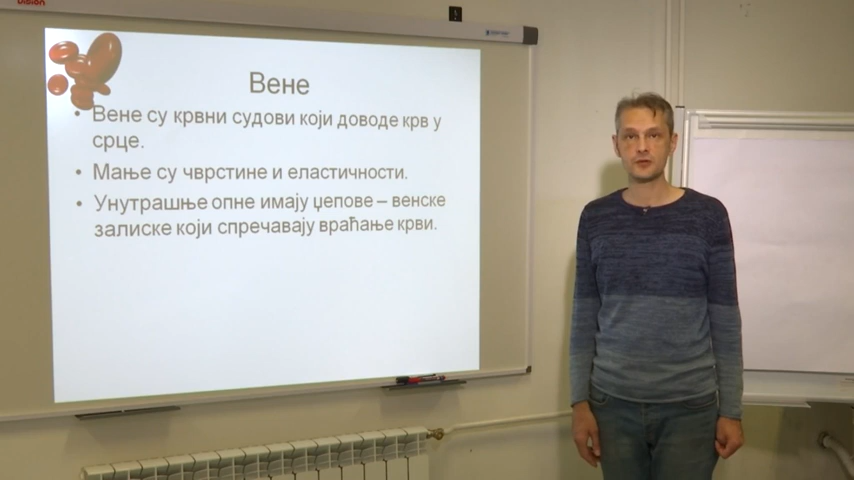 Вене
• Вене су крвни судови који доводе крв у
срце.
• Мање су чврстине и еластичности.
• Унутрашње опне имају џепове – венске
залиске који спречавају враћање крви.